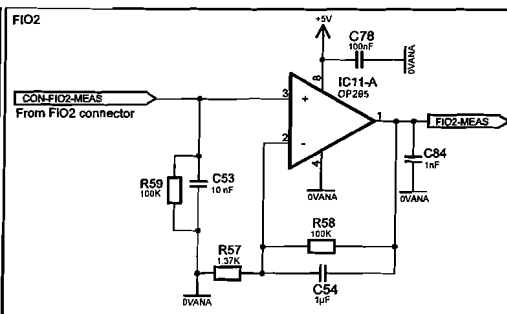 FIO2
+5V
C78
100nF
0VANA
IC11-A
OP295
8
CON-FIO2-MEAS
3
+
1
FIO2-MEAS
From FIO2 connector
2
-
4
C84
1nF
R59
100K
C53
10 nF
0VANA
0VANA
R58
100K
R57
1.37K
C54
1µF
0VANA